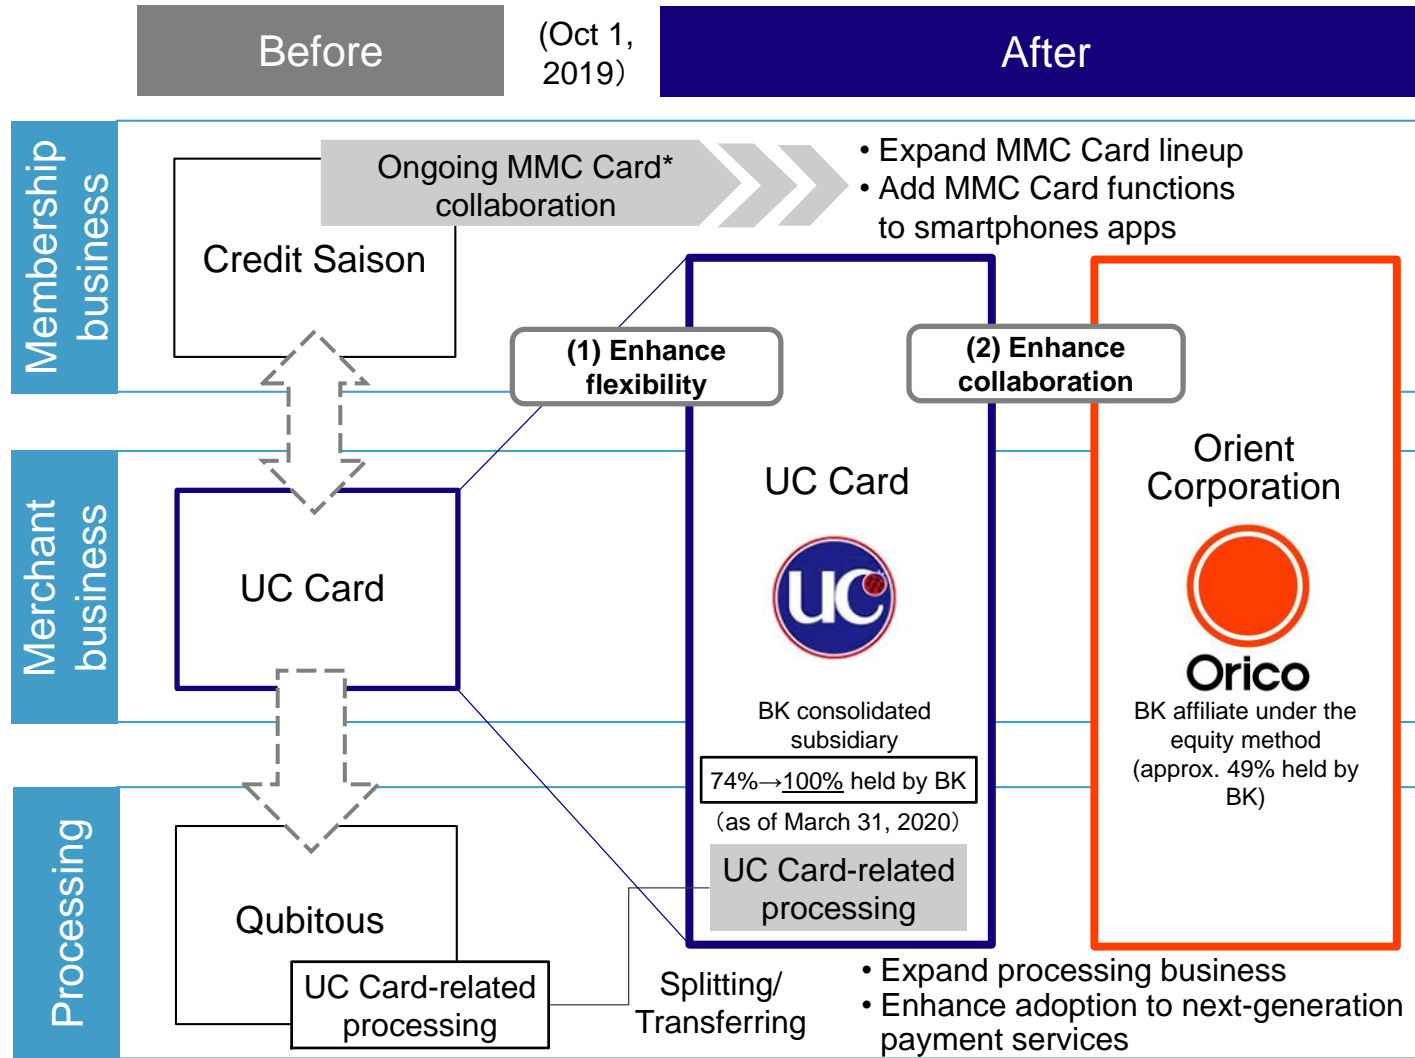 Before
(Oct 1,
2019）
After
Membership
business
Ongoing MMC Card*
collaboration
• Expand MMC Card lineup
• Add MMC Card functions
to smartphones apps
Credit Saison
(1) Enhance
flexibility
(2) Enhance
collaboration
Merchant
business
UC Card
UC Card
UC
BK consolidated
subsidiary
74%→100% held by BK
（as of March 31, 2020）
UC Card-related
processing
Orient
Corporation
Orico
BK affiliate under the
equity method
(approx. 49% held by
BK)
Processing
Qubitous
UC Card-related
processing
Splitting/
Transferring
• Expand processing business
• Enhance adoption to next-generation
payment services